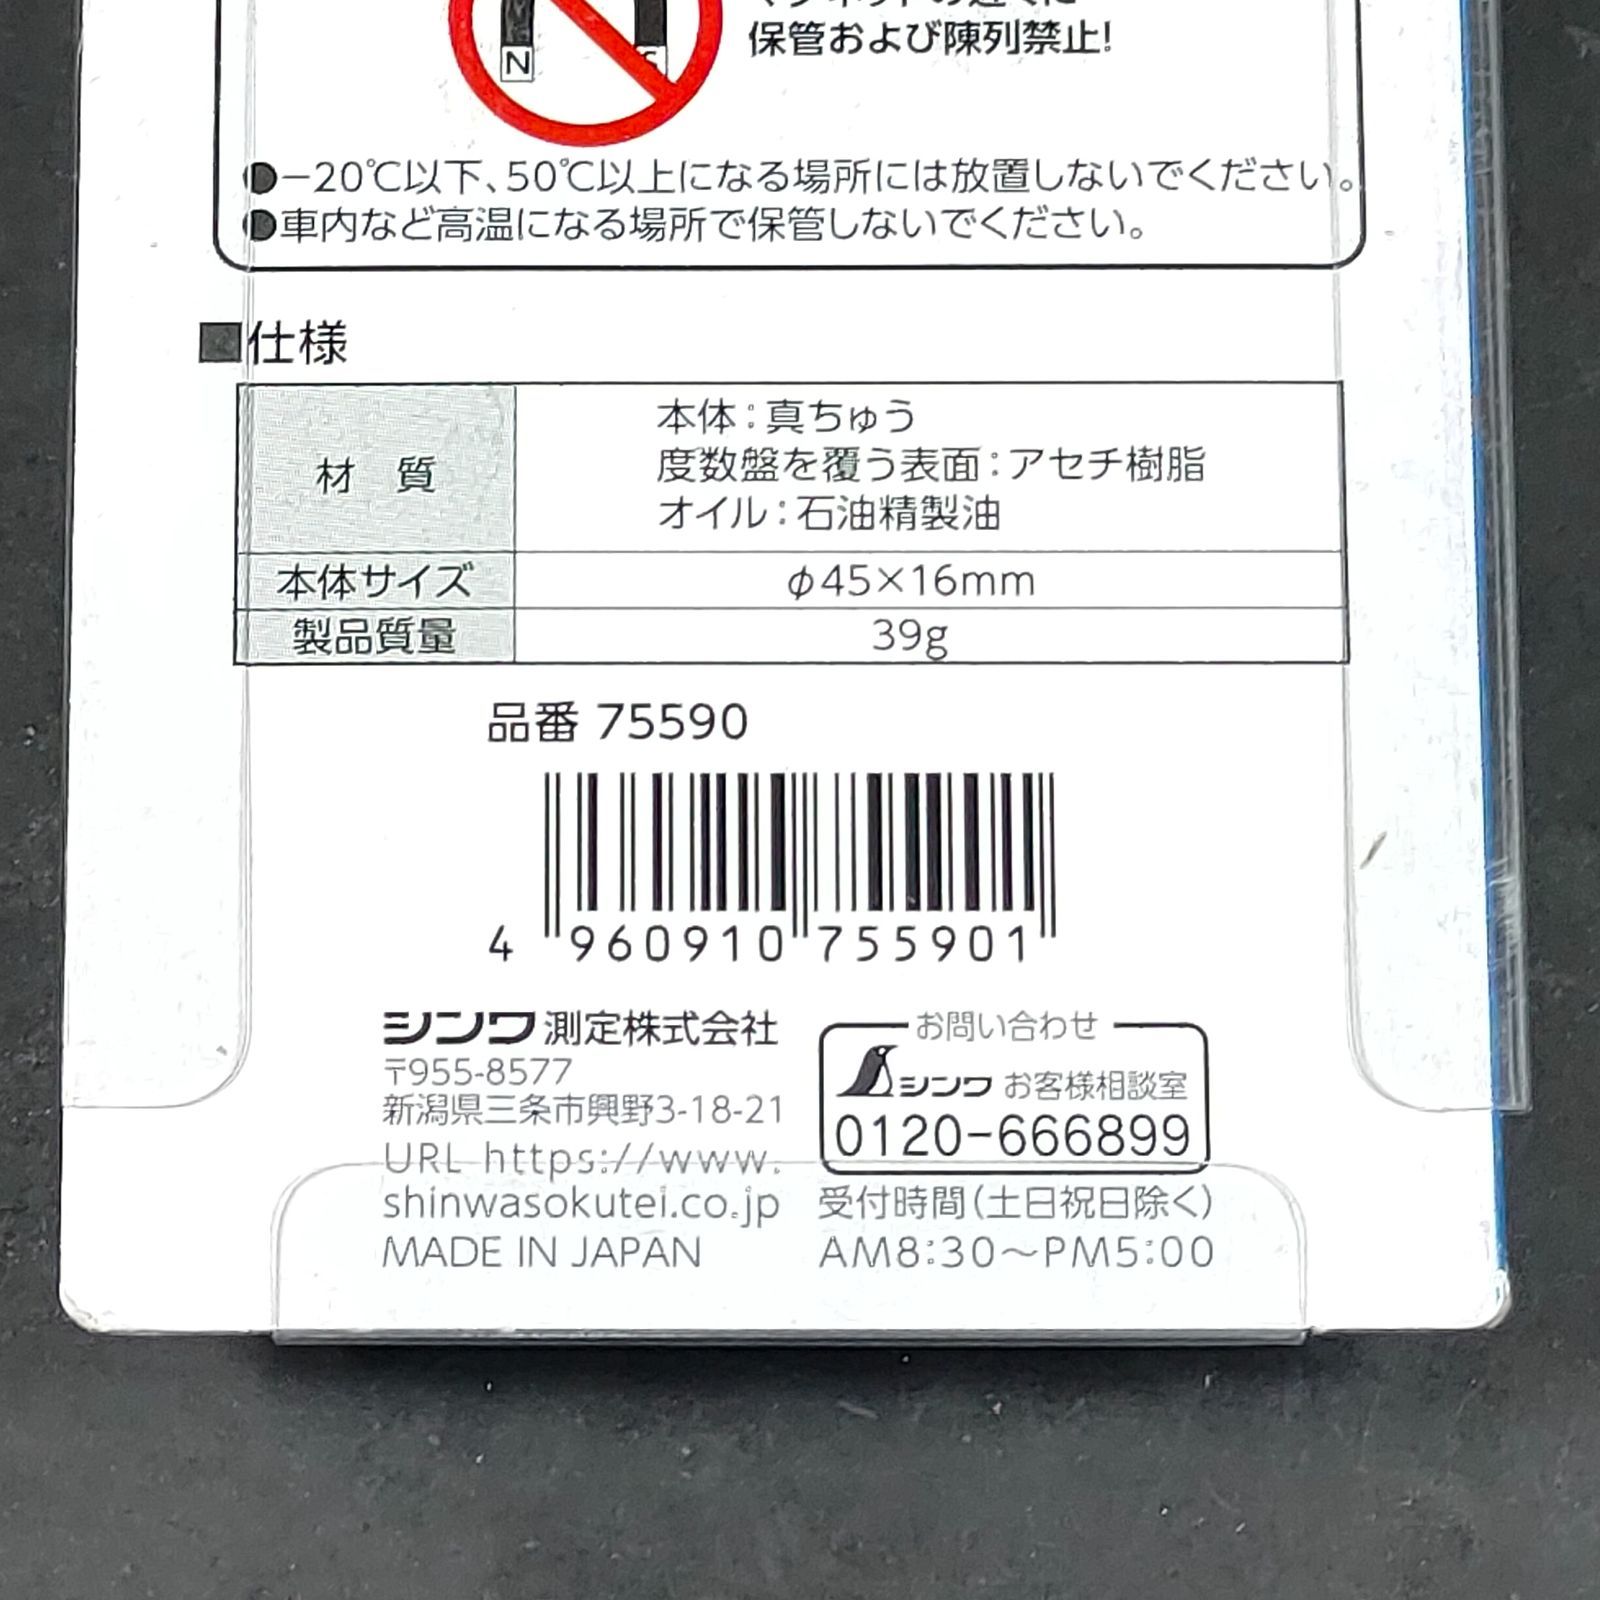 N
S
保管および陳列禁止!
●−20℃以下、50℃以上になる場所には放置しないでください。
●車内など高温になる場所で保管しないでください。
■仕様
材 質
本体：真ちゅう
度数盤を覆う表面：アセチ樹脂
オイル：石油精製油
本体サイズ
φ45×16mm
製品質量
39g
品番 75590
4 960910 755901
シンワ測定株式会社
〒955-8577
新潟県三条市興野3-18-21
URL https://www.
shinwasokutei.co.jp
MADE IN JAPAN
お問い合わせ
シンワ お客様相談室
0120-666899
受付時間（土日祝日除く）
AM8:30〜PM5:00